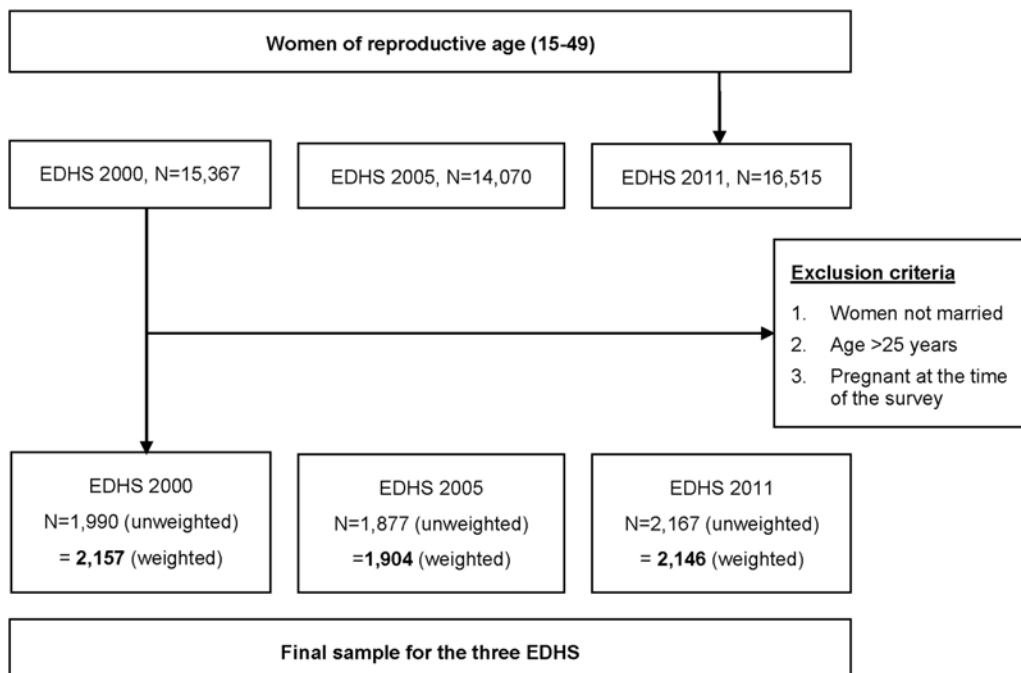 Women of reproductive age (15-49)
EDHS 2000, N=15,367
EDHS 2005, N=14,070
EDHS 2011, N=16,515
Exclusion criteria
1. Women not married
2. Age >25 years
3. Pregnant at the time
of the survey
EDHS 2000
N=1,990 (unweighted)
= 2,157 (weighted)
EDHS 2005
N=1,877 (unweighted)
=1,904 (weighted)
EDHS 2011
N=2,167 (unweighted)
= 2,146 (weighted)
Final sample for the three EDHS